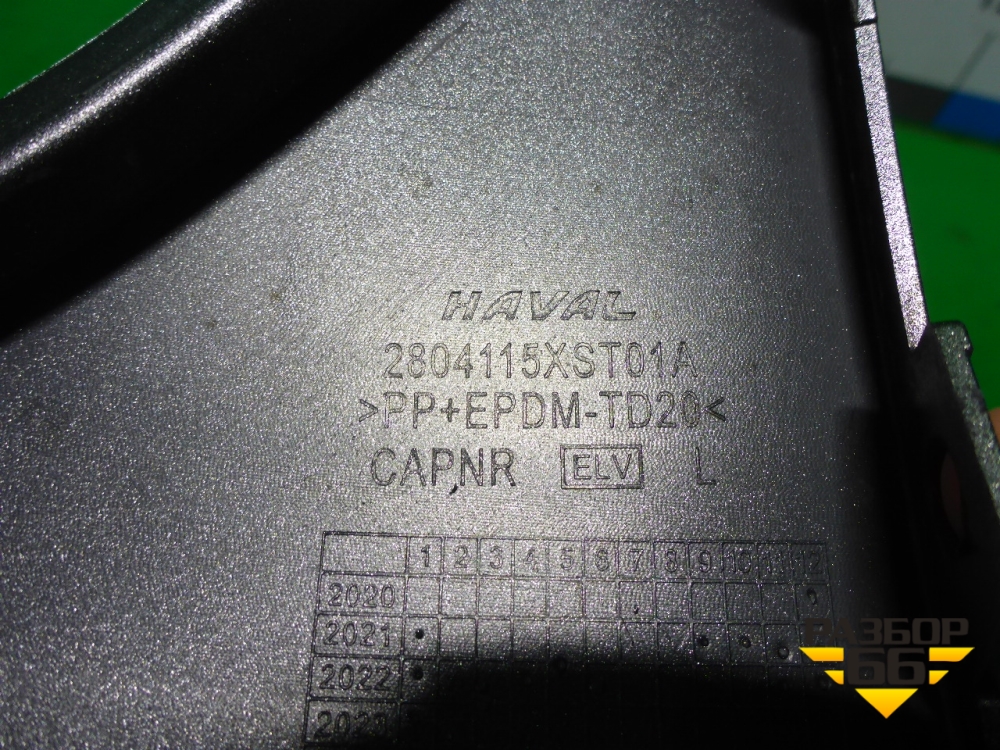 HAVAL
2804115XST01A
>PP+EPDM-TD20<
CAPNR ELV L
1 2 3 4 5 6 7 8 9 10 11 12
2020
2021
2022
2023
РАЗБОР
66